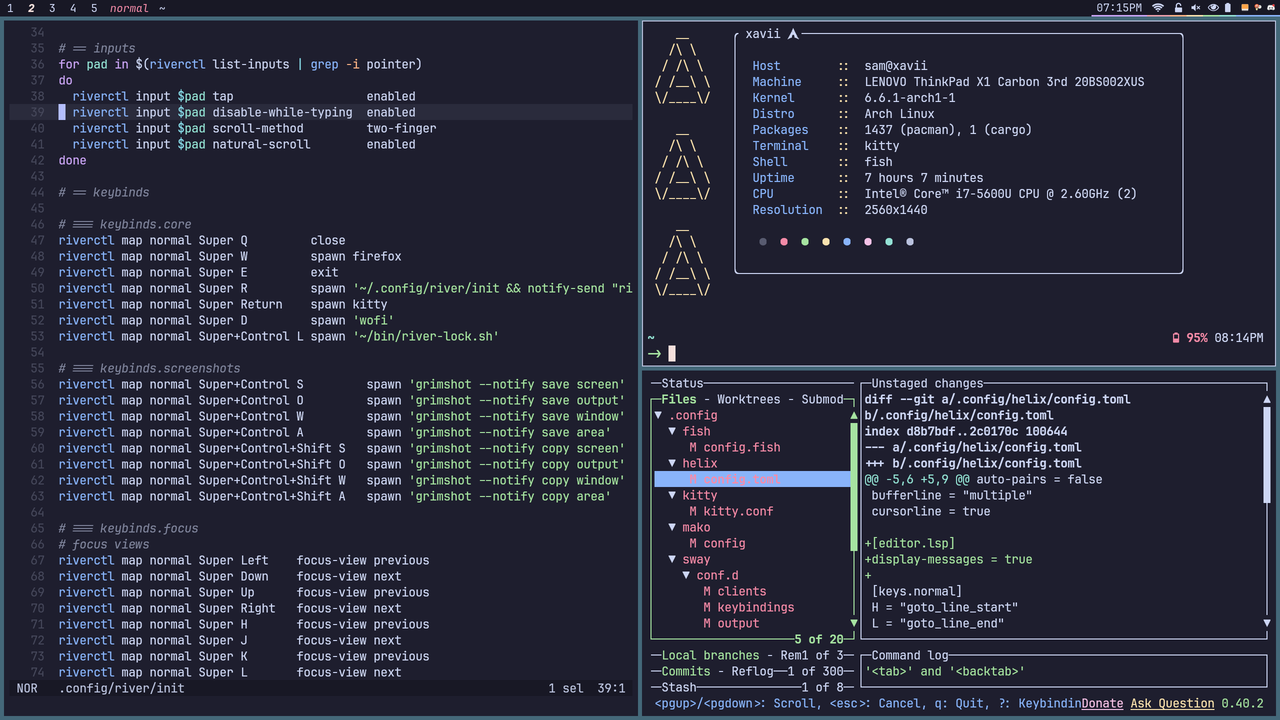 1 2 3 4 5 normal ~
07:15PM
34
35 # == inputs
36 for pad in $(riverctl list-inputs | grep -i pointer)
37 do
38 riverctl input $pad tap enabled
39 riverctl input $pad disable-while-typing enabled
40 riverctl input $pad scroll-method two-finger
41 riverctl input $pad natural-scroll enabled
42 done
43
44 # == keybinds
45
46 # === keybinds.core
47 riverctl map normal Super Q close
48 riverctl map normal Super W spawn firefox
49 riverctl map normal Super E exit
50 riverctl map normal Super R spawn '~/.config/river/init && notify-send "ri
51 riverctl map normal Super Return spawn kitty
52 riverctl map normal Super D spawn 'wofi'
53 riverctl map normal Super+Control L spawn '~/bin/river-lock.sh'
54
55 # === keybinds.screenshots
56 riverctl map normal Super+Control S spawn 'grimshot --notify save screen'
57 riverctl map normal Super+Control O spawn 'grimshot --notify save output'
58 riverctl map normal Super+Control W spawn 'grimshot --notify save window'
59 riverctl map normal Super+Control A spawn 'grimshot --notify save area'
60 riverctl map normal Super+Control+Shift S spawn 'grimshot --notify copy screen'
61 riverctl map normal Super+Control+Shift O spawn 'grimshot --notify copy output'
62 riverctl map normal Super+Control+Shift W spawn 'grimshot --notify copy window'
63 riverctl map normal Super+Control+Shift A spawn 'grimshot --notify copy area'
64
65 # === keybinds.focus
66 # focus views
67 riverctl map normal Super Left focus-view previous
68 riverctl map normal Super Down focus-view next
69 riverctl map normal Super Up focus-view previous
70 riverctl map normal Super Right focus-view next
71 riverctl map normal Super H focus-view previous
72 riverctl map normal Super J focus-view next
73 riverctl map normal Super K focus-view previous
74 riverctl map normal Super L focus-view next
NOR .config/river/init 1 sel 39:1
xavii
Host :: sam@xavii
Machine :: LENOVO ThinkPad X1 Carbon 3rd 20BS002XUS
Kernel :: 6.6.1-arch1-1
Distro :: Arch Linux
Packages :: 1437 (pacman), 1 (cargo)
Terminal :: kitty
Shell :: fish
Uptime :: 7 hours 7 minutes
CPU :: Intel® Core™ i7-5600U CPU @ 2.60GHz (2)
Resolution :: 2560x1440
~
95% 08:14PM
->
Status
Files - Worktrees - Submod
▼ .config
▼ fish
M config.fish
▼ helix
M config.toml
▼ kitty
M kitty.conf
▼ mako
M config
▼ sway
▼ conf.d
M clients
M keybindings
M output
5 of 20
Local branches - Rem1 of 3
Commits - Reflog—1 of 300
Stash 1 of 8
Unstaged changes
diff --git a/.config/helix/config.toml
b/.config/helix/config.toml
index d8b7bdf..2c0170c 100644
--- a/.config/helix/config.toml
+++ b/.config/helix/config.toml
@@ -5,6 +5,9 @@ auto-pairs = false
bufferline = "multiple"
cursorline = true
+[editor.lsp]
+display-messages = true
+
[keys.normal]
H = "goto_line_start"
L = "goto_line_end"
Command log
'<tab>' and '<backtab>'
<pgup>/<pgdown>: Scroll, <esc>: Cancel, q: Quit, ?: KeybindinDonate Ask Question 0.40.2